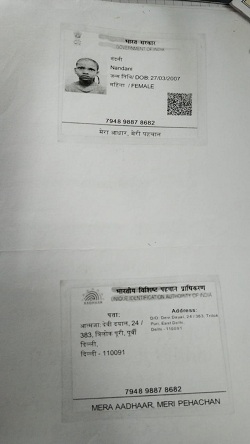 भारत सरकार
GOVERNMENT OF INDIA
नंदनी
Nandani
जन्म तिथि/ DOB: 27/03/2007
महिला / FEMALE
7948 9887 8682
मेरा आधार, मेरी पहचान
भारतीय विशिष्ट पहचान प्राधिकरण
UNIQUE IDENTIFICATION AUTHORITY OF INDIA
पता:
आत्मजा: देवी दयाल, 24 /
383, त्रिलोक पुरी, पूर्वी
दिल्ली,
दिल्ली - 110091
Address:
D/O: Devi Dayal, 24 / 383, Trilok
Puri, East Delhi,
Delhi - 110091
7948 9887 8682
MERA AADHAAR, MERI PEHACHAN